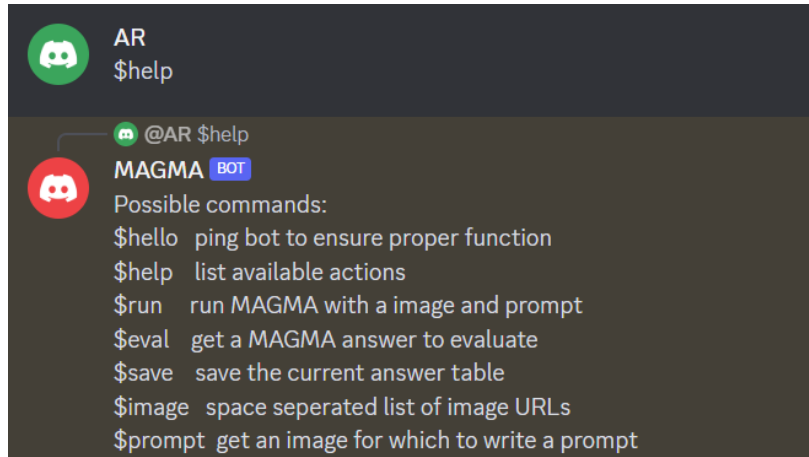 AR
$help
@AR $help
MAGMA BOT
Possible commands:
$hello ping bot to ensure proper function
$help list available actions
$run run MAGMA with a image and prompt
$eval get a MAGMA answer to evaluate
$save save the current answer table
$image space seperated list of image URLs
$prompt get an image for which to write a prompt